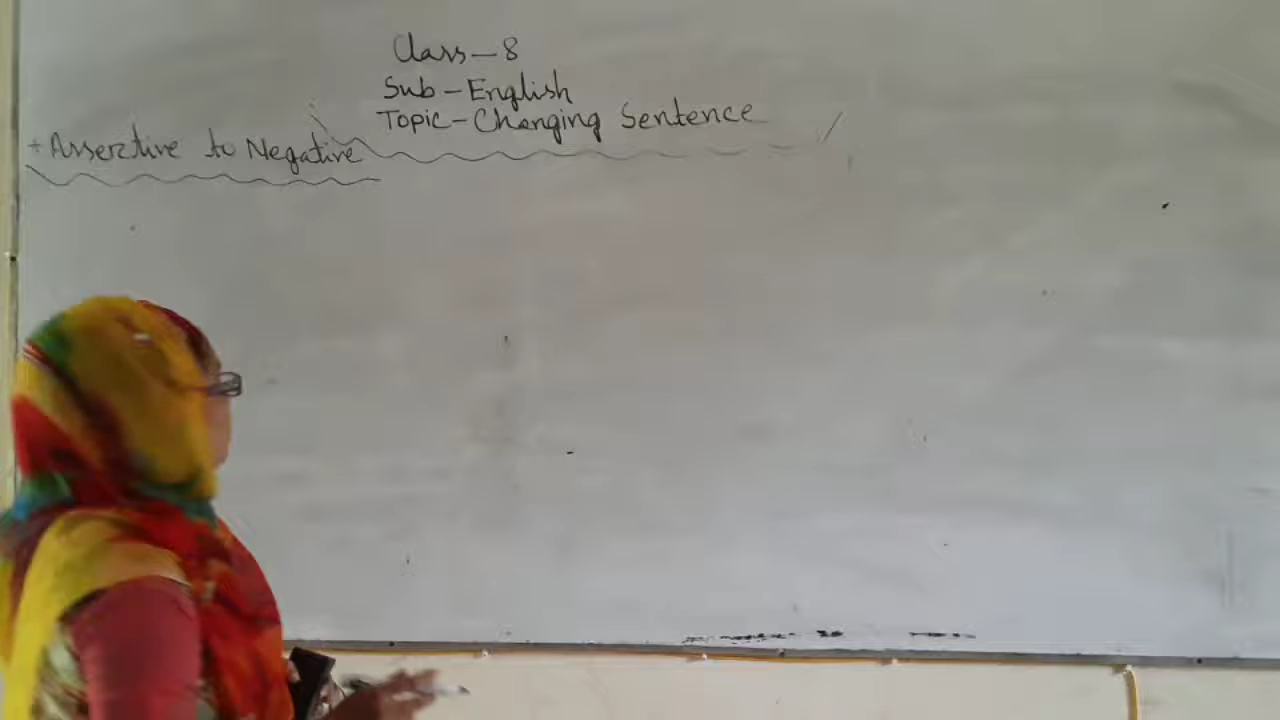 Class - 8
Sub - English
Topic - Changing Sentence
+ Assertive to Negative